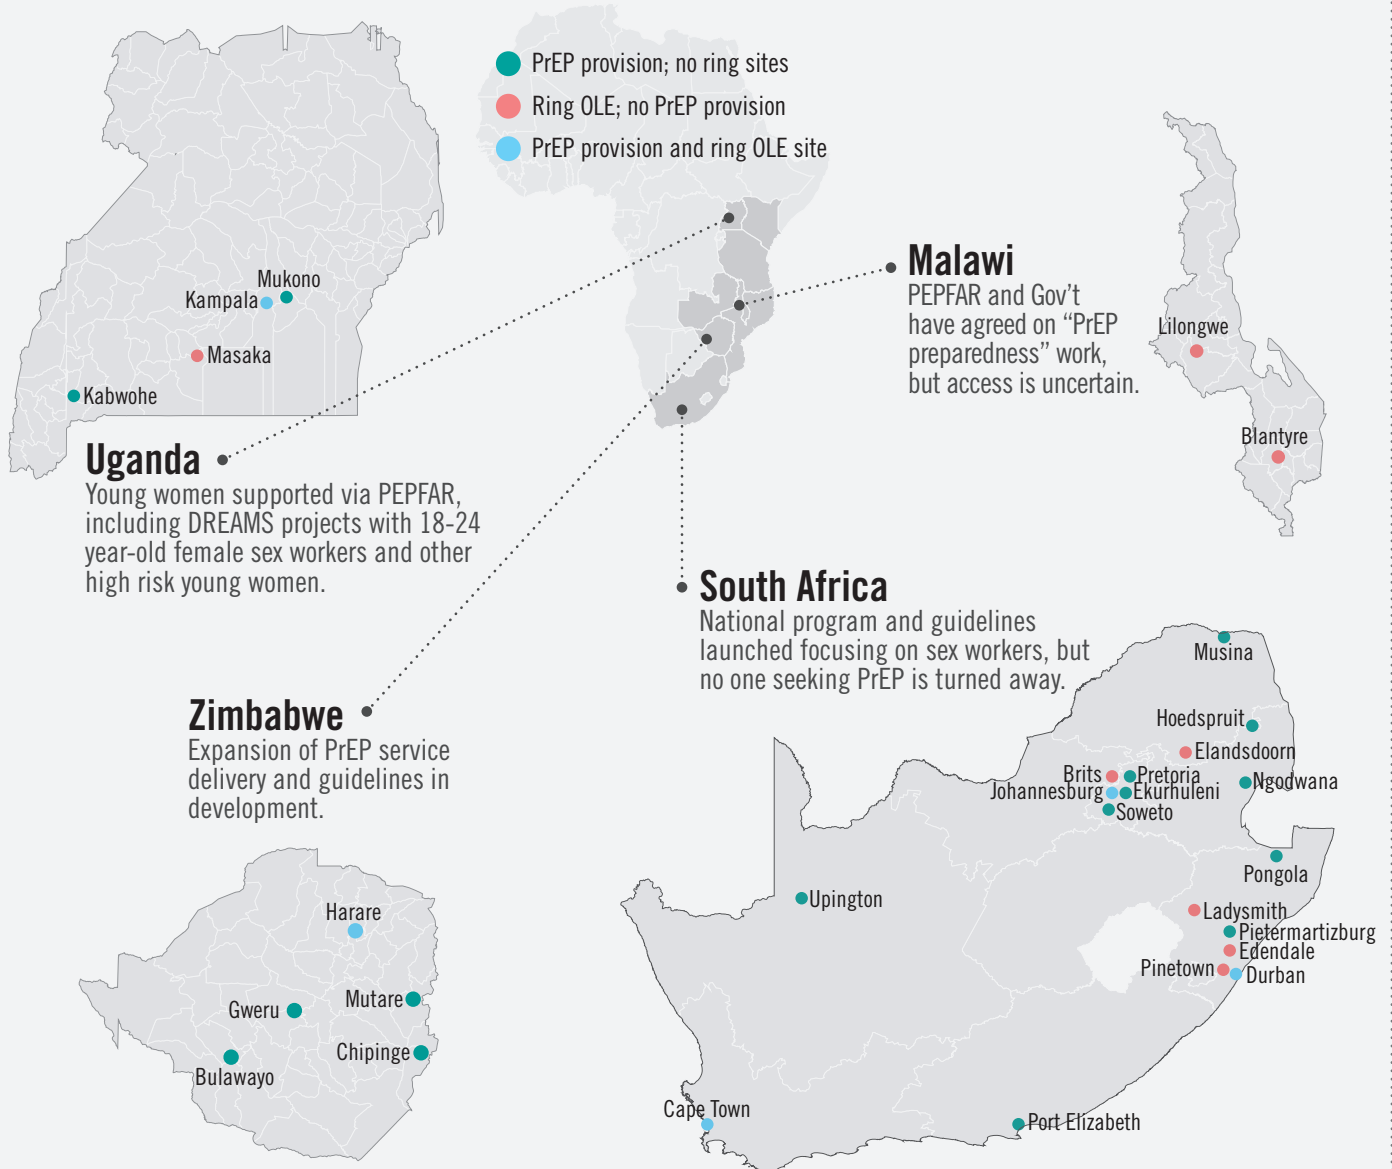 PrEP provision; no ring sites
Ring OLE; no PrEP provision
PrEP provision and ring OLE site
Mukono
Kampala
Masaka
Kabwohe
Uganda
Young women supported via PEPFAR,
including DREAMS projects with 18-24
year-old female sex workers and other
high risk young women.
Malawi
PEPFAR and Gov't
have agreed on “PrEP
preparedness” work,
but access is uncertain.
Lilongwe
Blantyre
Zimbabwe
Expansion of PrEP service
delivery and guidelines in
development.
Harare
Gweru
Mutare
Chipinge
Bulawayo
South Africa
National program and guidelines
launched focusing on sex workers, but
no one seeking PrEP is turned away.
Musina
Hoedspruit
Elandsdoorn
Brits
Pretoria
Ngodwana
Johannesburg
Ekurhuleni
Soweto
Pongola
Upington
Ladysmith
Pietermartizburg
Edendale
Pinetown
Durban
Cape Town
Port Elizabeth